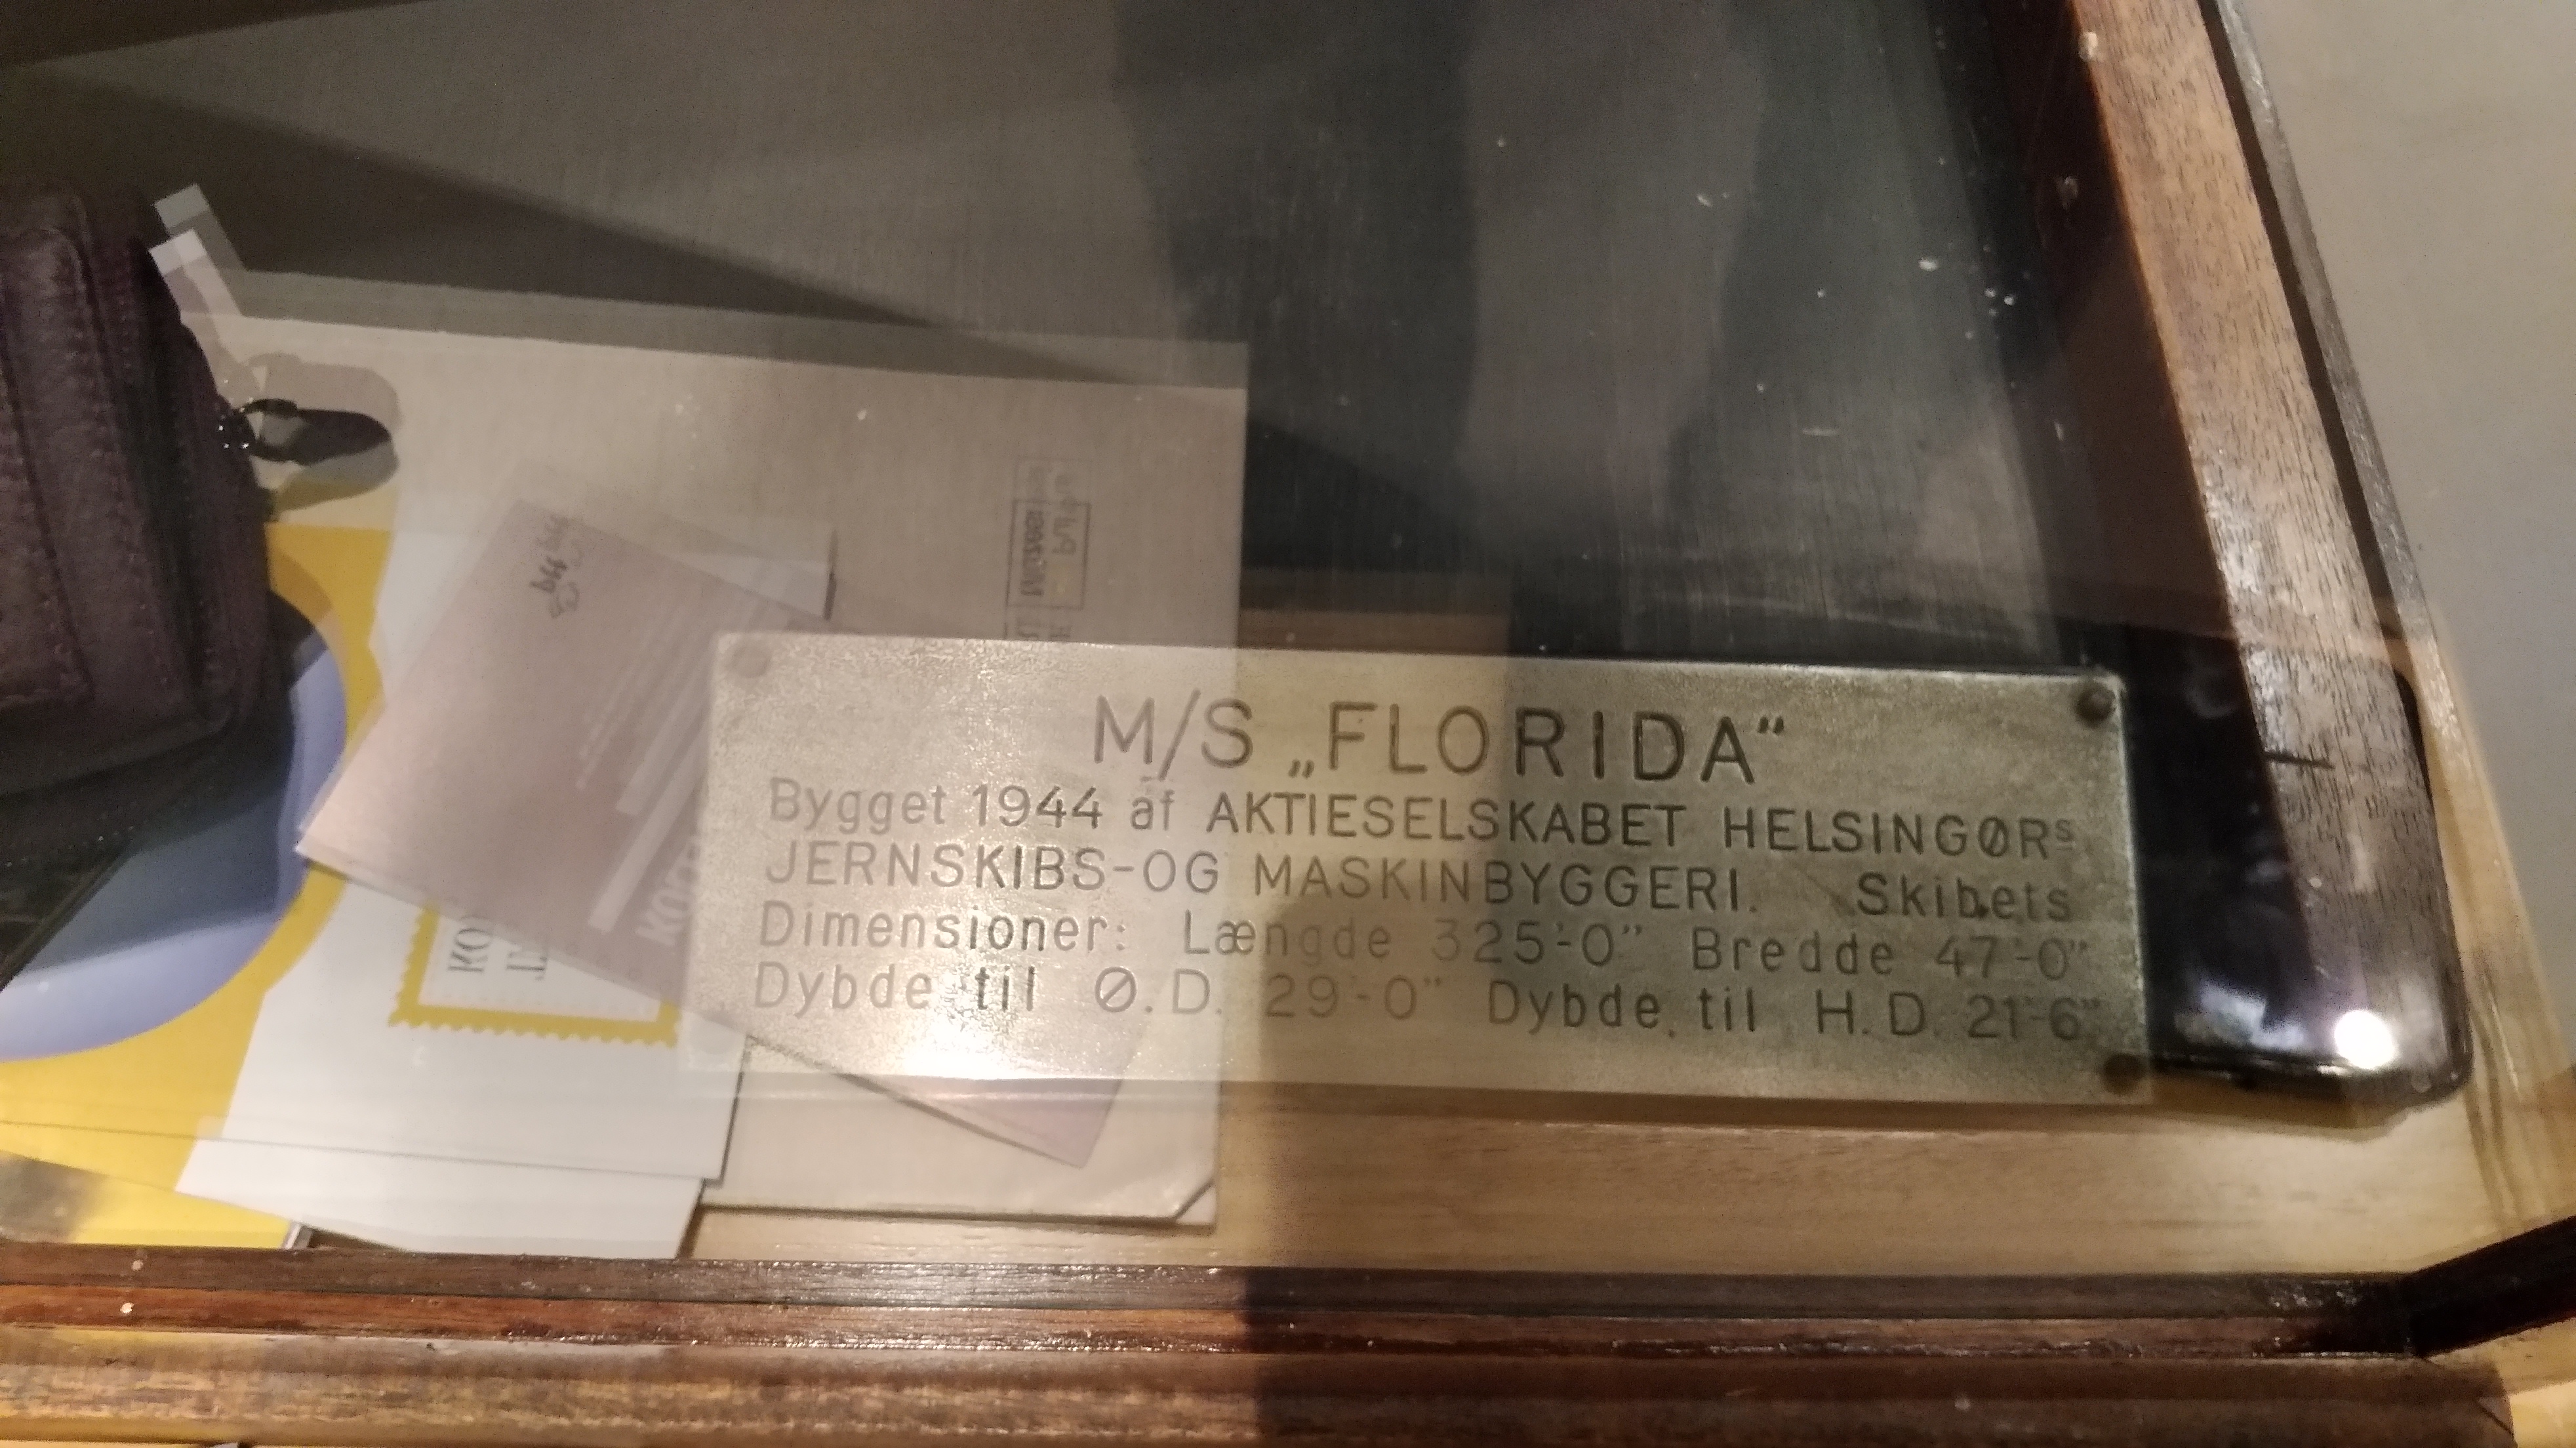 M/S „FLORIDA“
Bygget 1944 af AKTIESELSKABET HELSINGØRS
JERNSKIBS-OG MASKINBYGGERI. Skibets
Dimensioner: Længde 325'-0" Bredde 47'-0"
Dybde til Ø.D. 29'-0" Dybde til H.D. 21'-6"